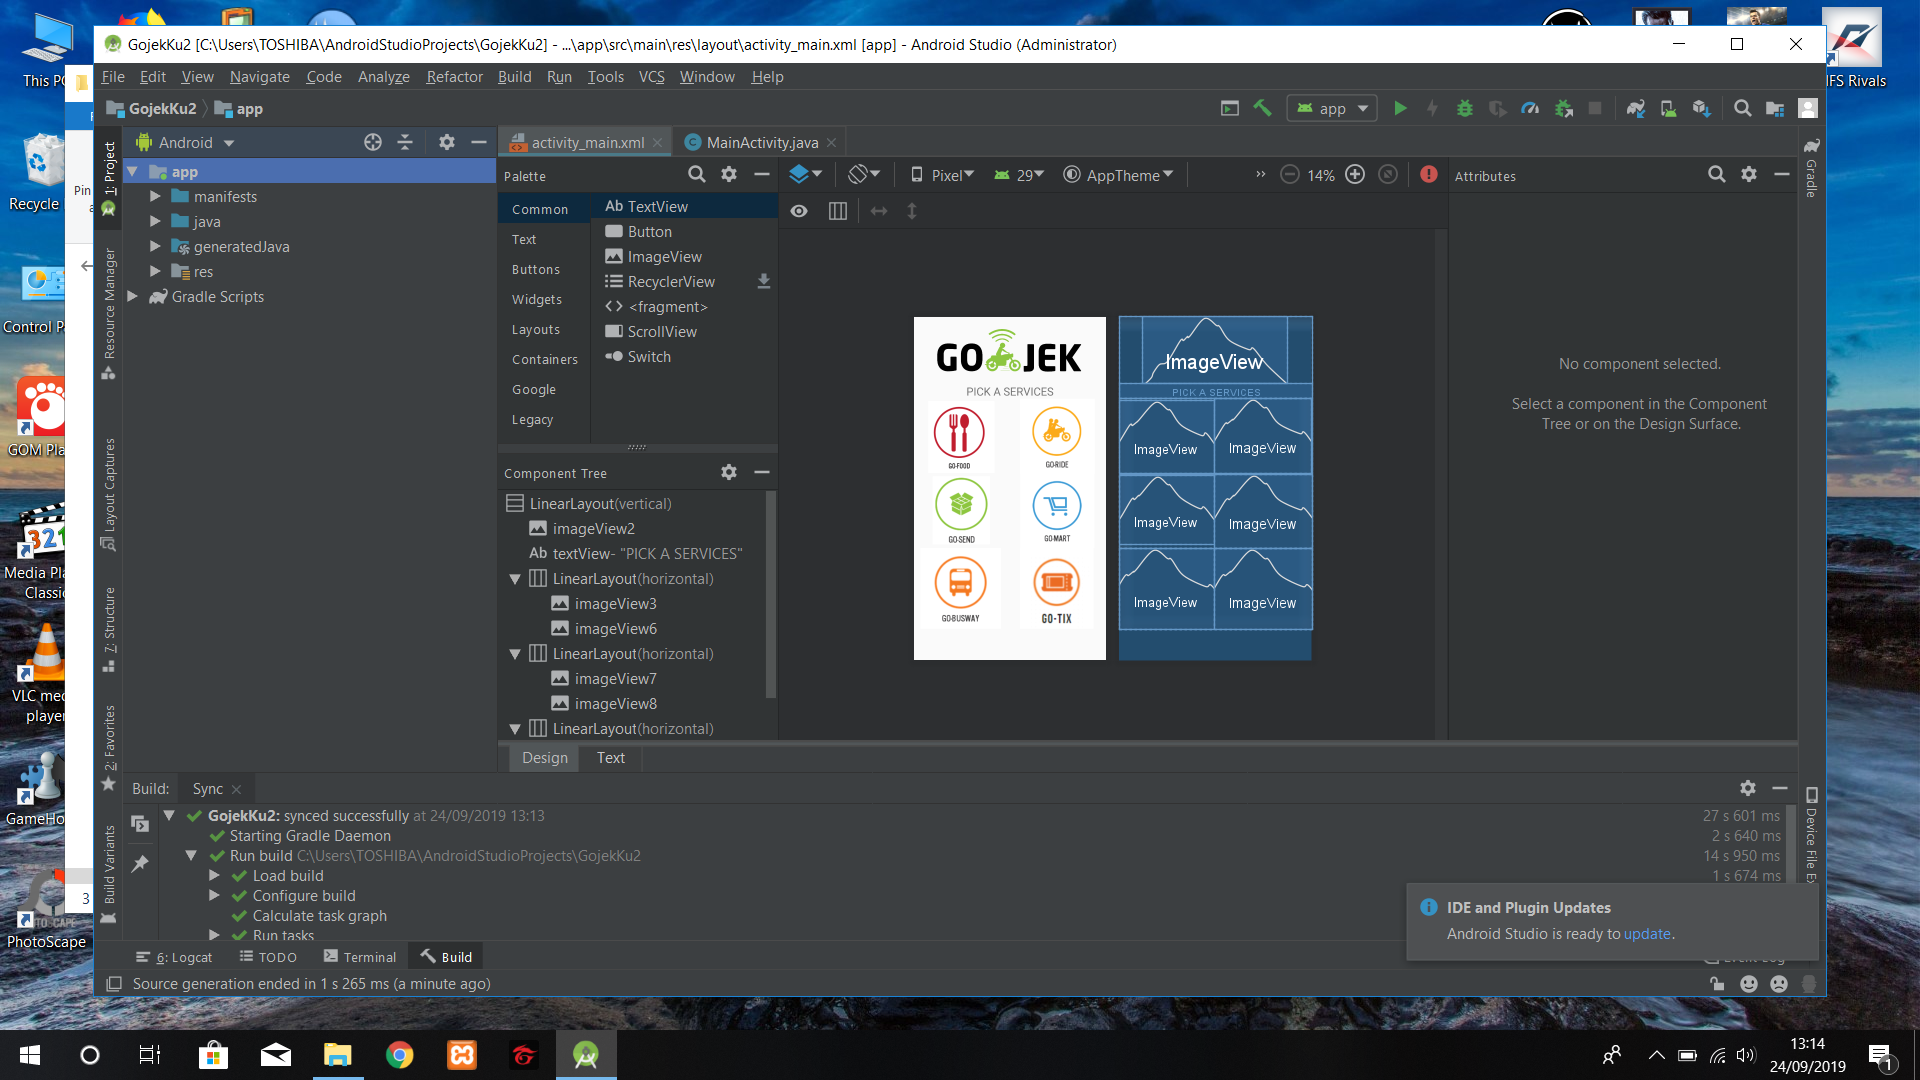 This PC
Recycle
Control P
GOM Pla
Media Pla
Classic
VLC med
player
GameHo
PhotoScape
NFS Rivals
Pin
3
GojekKu2 [C:\Users\TOSHIBA\AndroidStudioProjects\GojekKu2] - ...\app\src\main\res\layout\activity_main.xml [app] - Android Studio (Administrator)
File Edit View Navigate Code Analyze Refactor Build Run Tools VCS Window Help
GojekKu2 app
app
Android
activity_main.xml
MainActivity.java
1: Project
Resource Manager
Layout Captures
7: Structure
2: Favorites
Build Variants
app
manifests
java
generatedJava
res
Gradle Scripts
Palette
Common
Text
Buttons
Widgets
Layouts
Containers
Google
Legacy
Ab TextView
Button
ImageView
RecyclerView
<> <fragment>
ScrollView
Switch
Component Tree
LinearLayout(vertical)
imageView2
Ab textView- "PICK A SERVICES"
LinearLayout(horizontal)
imageView3
imageView6
LinearLayout(horizontal)
imageView7
imageView8
LinearLayout(horizontal)
Pixel 29 AppTheme >> 14%
GO JEK
PICK A SERVICES
GO-FOOD GO-RIDE
GO-SEND GO-MART
GO-BUSWAY GO-TIX
ImageView
PICK A SERVICES
ImageView ImageView
ImageView ImageView
ImageView ImageView
Attributes
No component selected.
Select a component in the Component
Tree or on the Design Surface.
Gradle
Device File Ex
Design Text
Build: Sync
GojekKu2: synced successfully at 24/09/2019 13:13 27 s 601 ms
Starting Gradle Daemon 2 s 640 ms
Run build C:\Users\TOSHIBA\AndroidStudioProjects\GojekKu2 14 s 950 ms
Load build 1 s 674 ms
Configure build
Calculate task graph
Run tasks
IDE and Plugin Updates
Android Studio is ready to update.
6: Logcat TODO Terminal Build Event Log
Source generation ended in 1 s 265 ms (a minute ago)
13:14
24/09/2019
1